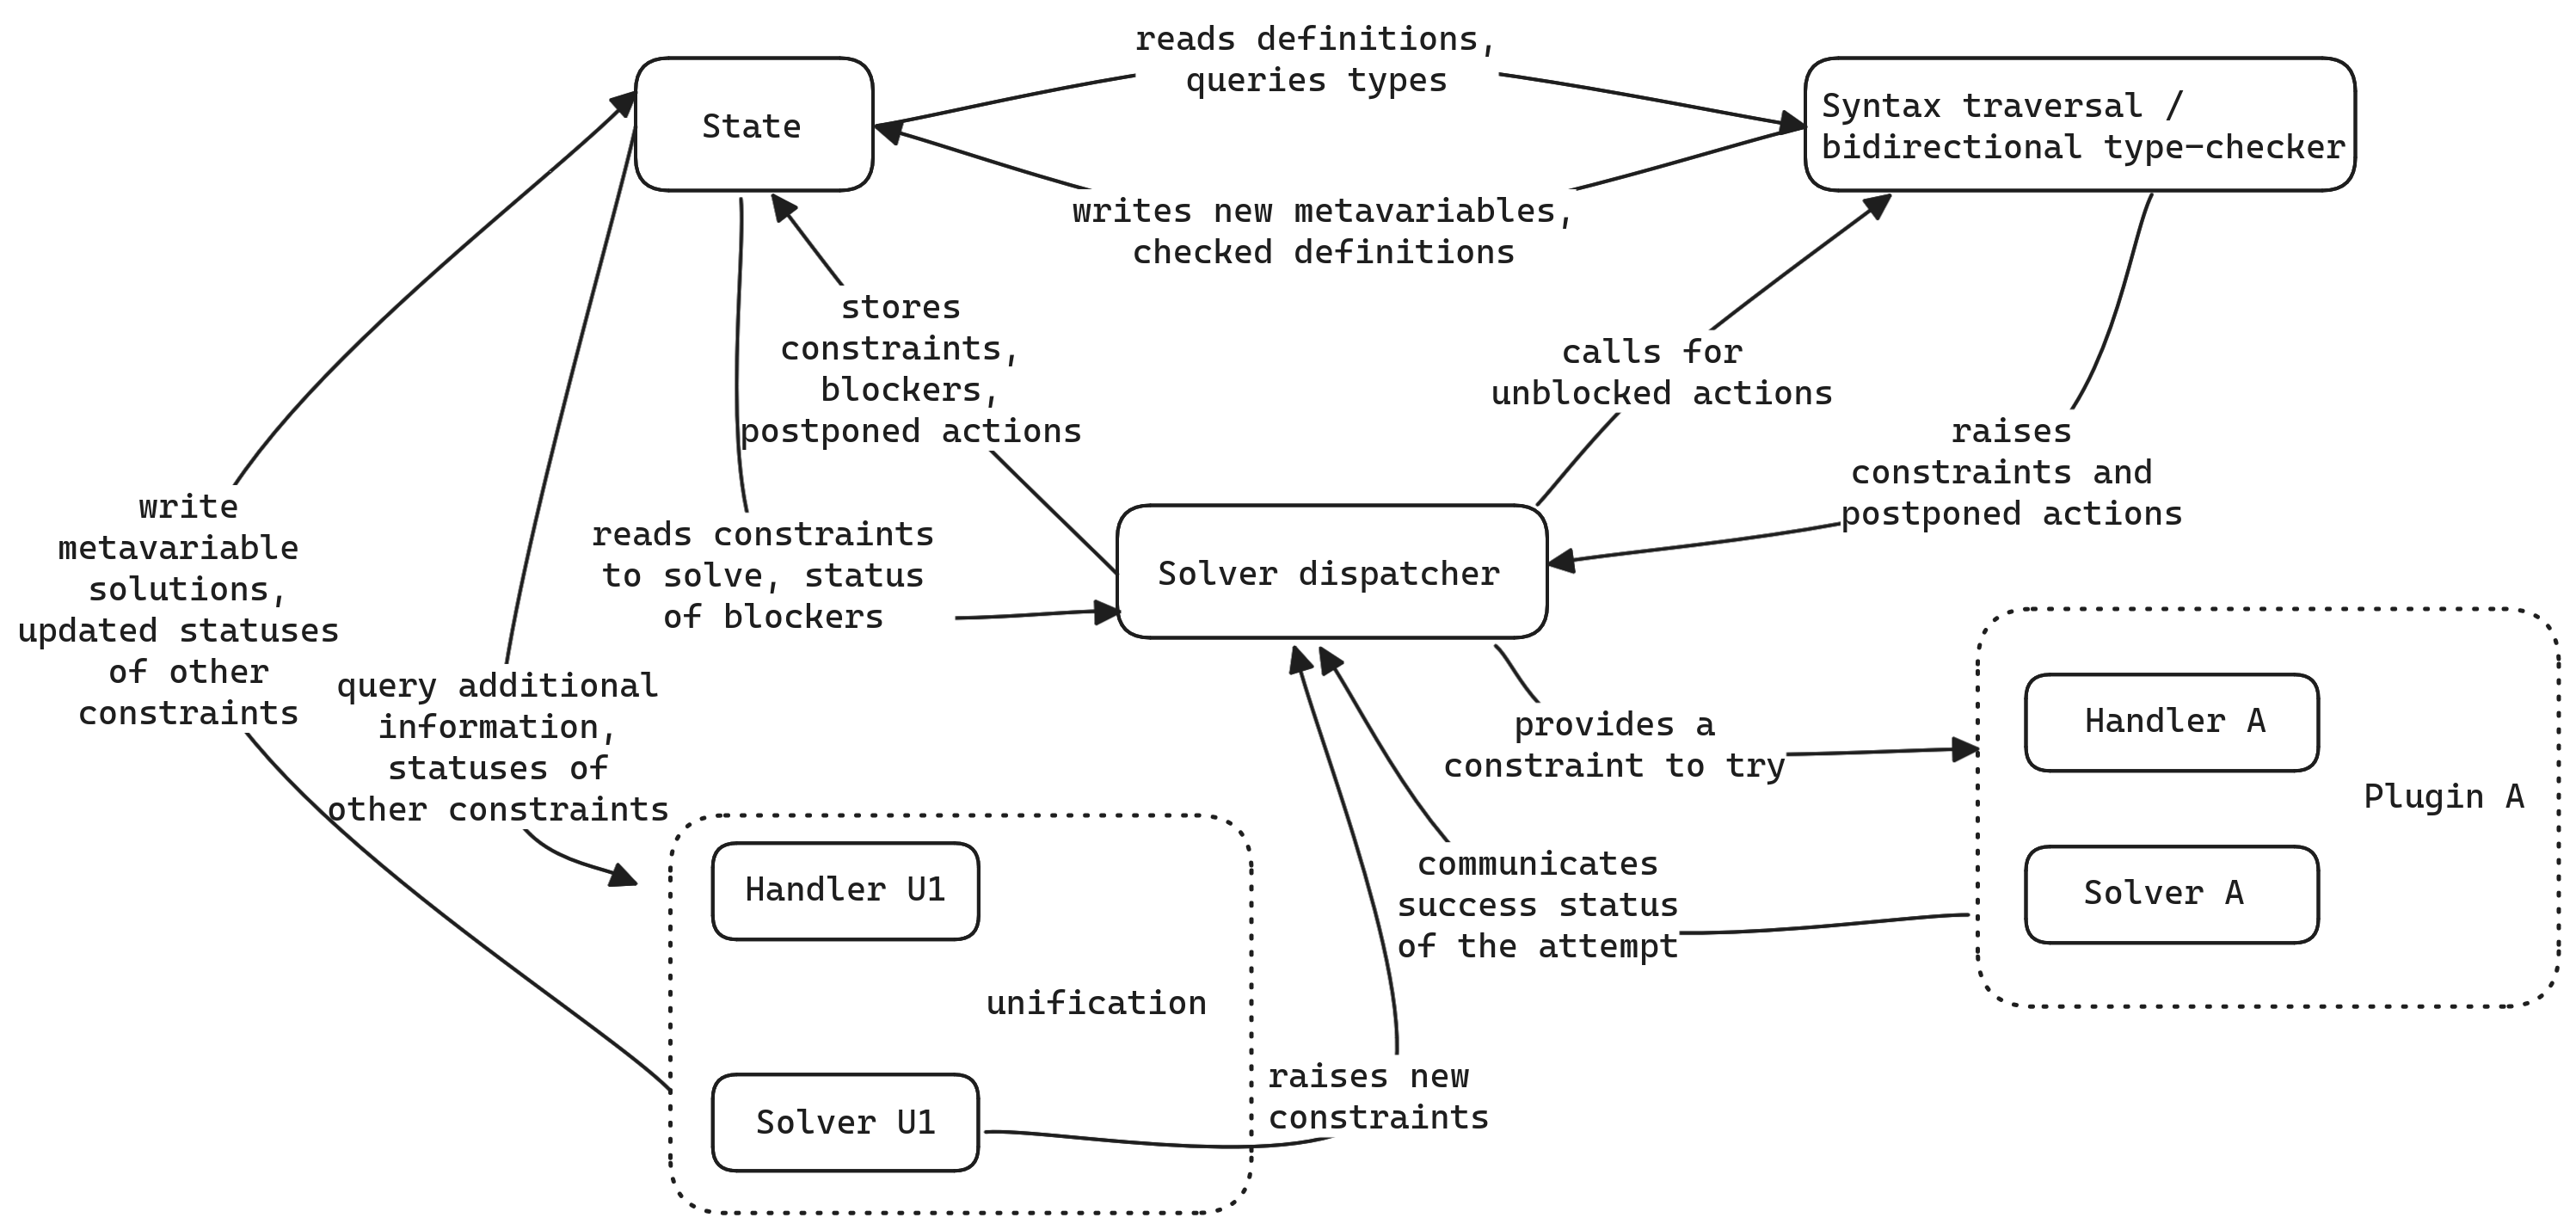 reads definitions,
queries types
State
Syntax traversal /
bidirectional type-checker
writes new metavariables,
checked definitions
stores
constraints,
blockers,
postponed actions
calls for
unblocked actions
raises
constraints and
postponed actions
write
metavariable
solutions,
updated statuses
of other
constraints
reads constraints
to solve, status
of blockers
Solver dispatcher
query additional
information,
statuses of
other constraints
provides a
constraint to try
Handler A
Plugin A
Solver A
communicates
success status
of the attempt
Handler U1
unification
Solver U1
raises new
constraints